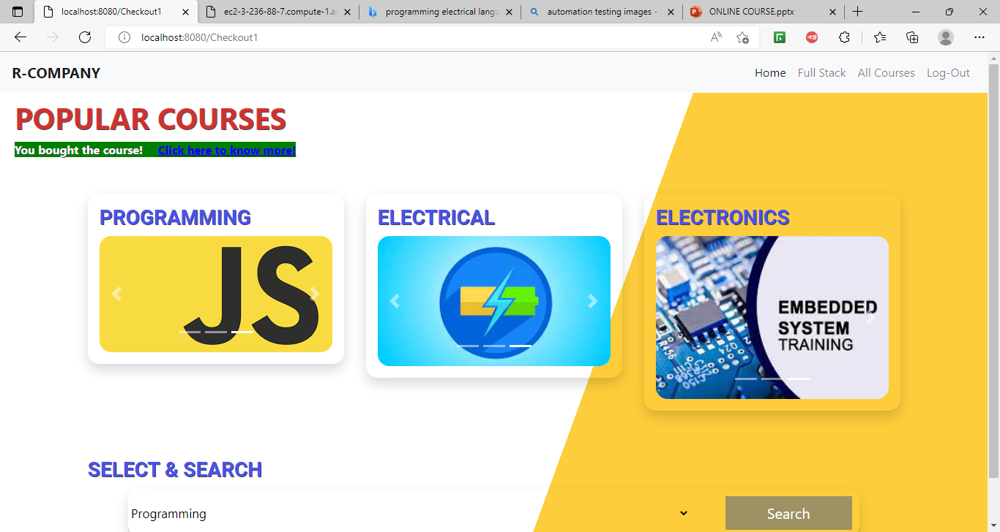 localhost:8080/Checkout1
ec2-3-236-88-7.compute-1.a
programming electrical langu
automation testing images -
ONLINE COURSE.pptx
localhost:8080/Checkout1
R-COMPANY
Home Full Stack All Courses Log-Out
POPULAR COURSES
You bought the course! Click here to know more!
PROGRAMMING
JS
ELECTRICAL
ELECTRONICS
EMBEDDED
SYSTEM
TRAINING
SELECT & SEARCH
Programming
Search